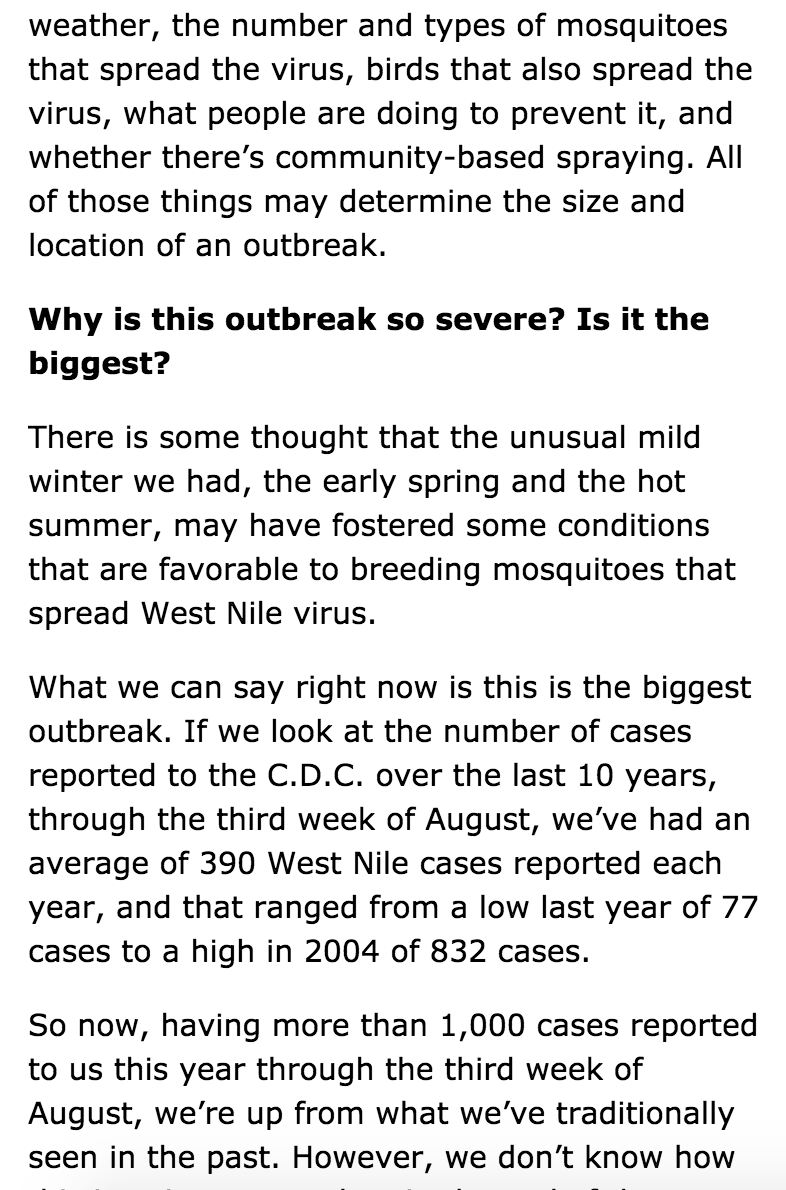 weather, the number and types of mosquitoes
that spread the virus, birds that also spread the
virus, what people are doing to prevent it, and
whether there’s community-based spraying. All
of those things may determine the size and
location of an outbreak.
Why is this outbreak so severe? Is it the
biggest?
There is some thought that the unusual mild
winter we had, the early spring and the hot
summer, may have fostered some conditions
that are favorable to breeding mosquitoes that
spread West Nile virus.
What we can say right now is this is the biggest
outbreak. If we look at the number of cases
reported to the C.D.C. over the last 10 years,
through the third week of August, we’ve had an
average of 390 West Nile cases reported each
year, and that ranged from a low last year of 77
cases to a high in 2004 of 832 cases.
So now, having more than 1,000 cases reported
to us this year through the third week of
August, we’re up from what we’ve traditionally
seen in the past. However, we don’t know how